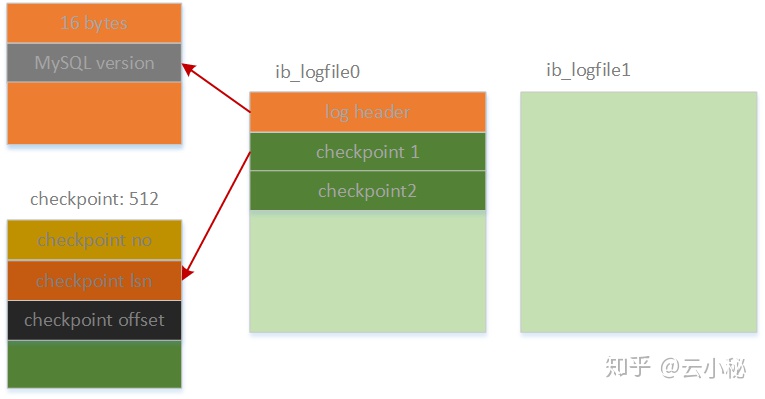 16 bytes
MySQL version
ib_logfile0
ib_logfile1
log header
checkpoint 1
checkpoint2
checkpoint: 512
checkpoint no
checkpoint lsn
checkpoint offset
知乎 @云小秘